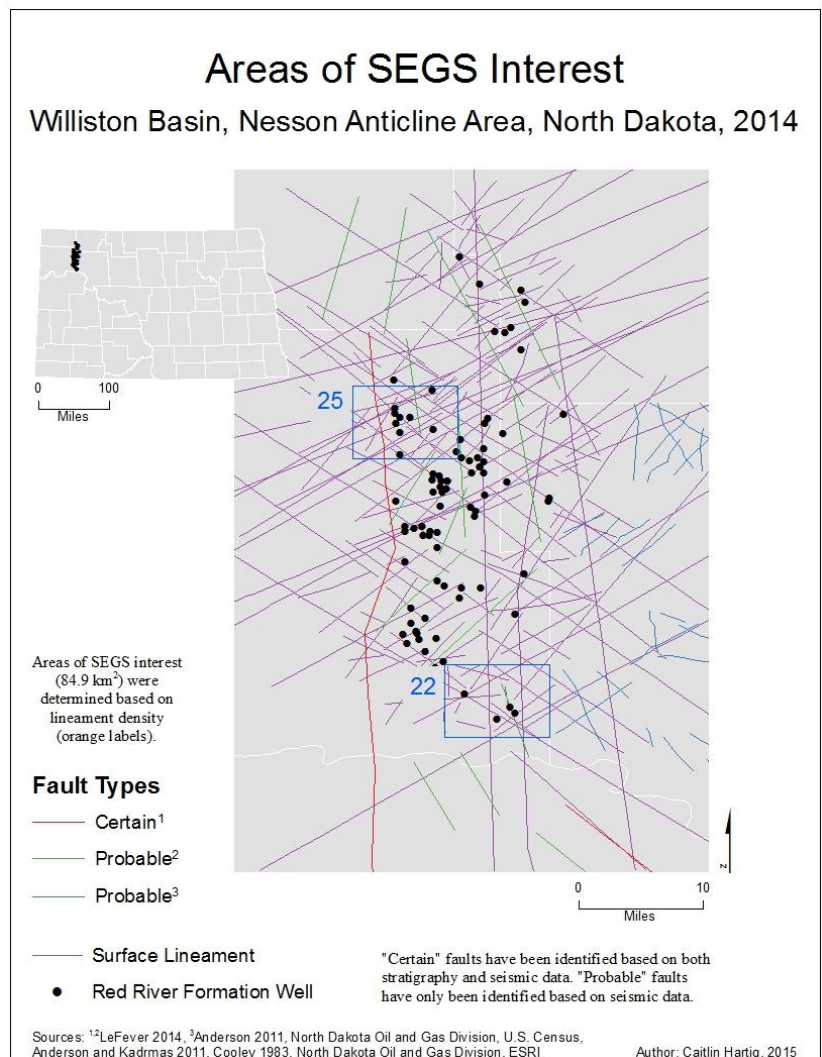 Areas of SEGS Interest
Williston Basin, Nesson Anticline Area, North Dakota, 2014
0 100
Miles
25
22
Areas of SEGS interest
(84.9 km²) were
determined based on
lineament density
(orange labels).
Fault Types
Certain¹
Probable²
Probable³
Surface Lineament
Red River Formation Well
0 10
Miles
z
"Certain" faults have been identified based on both
stratigraphy and seismic data. "Probable" faults
have only been identified based on seismic data.
Sources: ¹,²LeFever 2014, ³Anderson 2011, North Dakota Oil and Gas Division, U.S. Census,
Anderson and Kadrmas 2011, Cooley 1983, North Dakota Oil and Gas Division, ESRI
Author: Caitlin Hartig, 2015